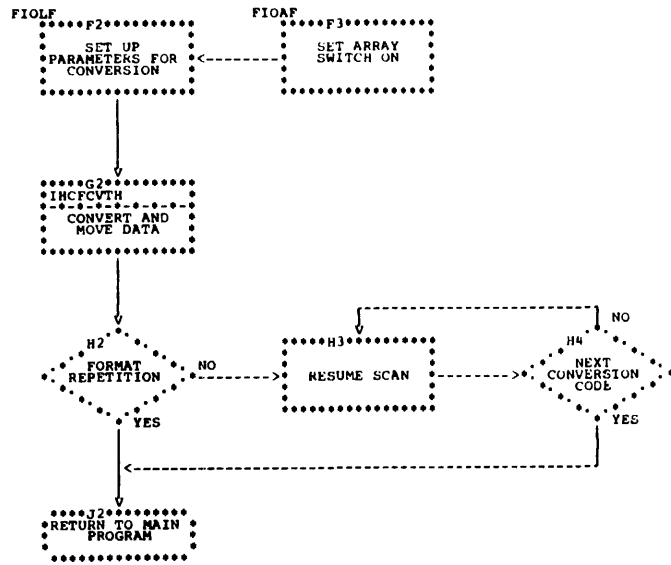 FIOLF
FIOAF
F2
SET UP
PARAMETERS FOR
CONVERSION
F3
SET ARRAY
SWITCH ON
G2
IHCFCVTH
CONVERT AND
MOVE DATA
H2
FORMAT
REPETITION
NO
H3
RESUME SCAN
NO
H4
NEXT
CONVERSION
CODE
YES
YES
J2
RETURN TO MAIN
PROGRAM